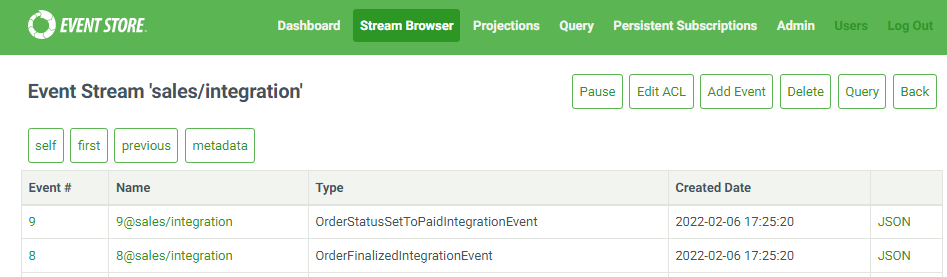 EVENT STORE Dashboard Stream Browser Projections Query Persistent Subscriptions Admin Users Log Out
Event Stream 'sales/integration' Pause Edit ACL Add Event Delete Query Back
self first previous metadata
Event # Name Type Created Date
9 9@sales/integration OrderStatusSetToPaidIntegrationEvent 2022-02-06 17:25:20 JSON
8 8@sales/integration OrderFinalizedIntegrationEvent 2022-02-06 17:25:20 JSON